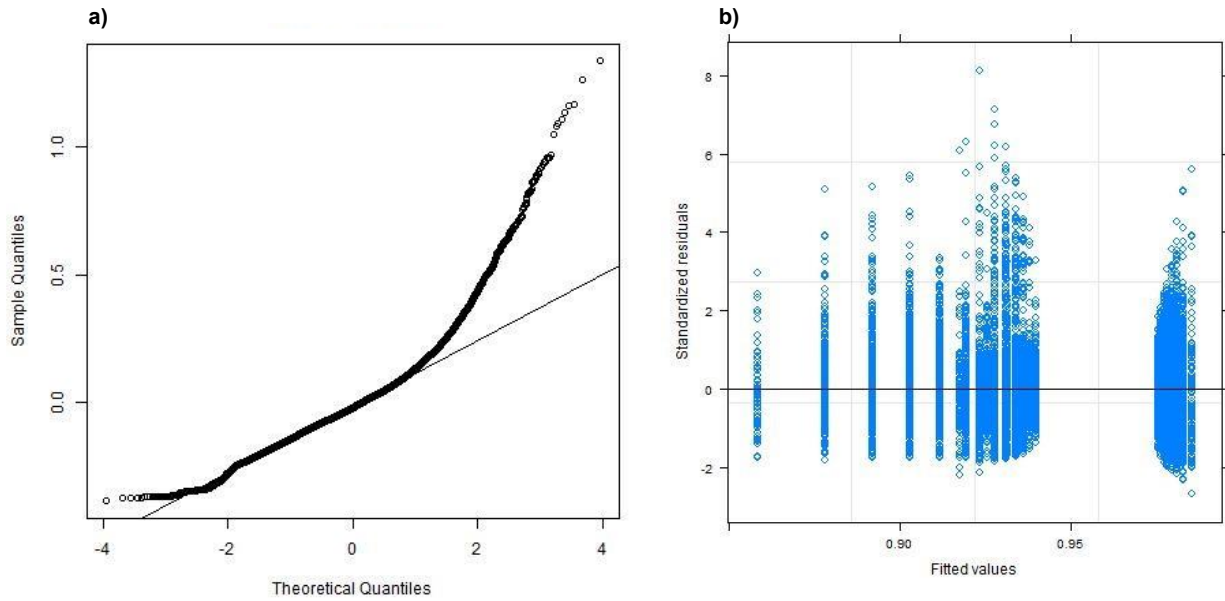 a)
Sample Quantiles
1.0
0.5
0.0
-4
-2
0
2
4
Theoretical Quantiles
b)
Standardized residuals
8
6
4
2
0
-2
0.90
0.95
Fitted values